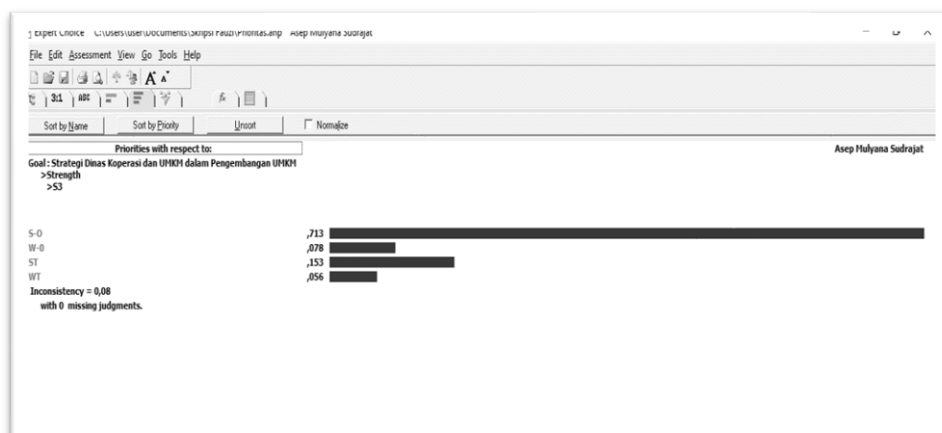 Expert Choice C:\Users\user\Documents\Skripsi Fauzi\Prioritas.ahp Asep Mulyana Sudrajat
File Edit Assessment View Go Tools Help
A A
3:1 ABC
Sort by Name Sort by Priority Unsort Normalize
Priorities with respect to: Asep Mulyana Sudrajat
Goal: Strategi Dinas Koperasi dan UMKM dalam Pengembangan UMKM
>Strength
>S3
S-O ,713
W-O ,078
ST ,153
WT ,056
Inconsistency = 0,08
with 0 missing judgments.